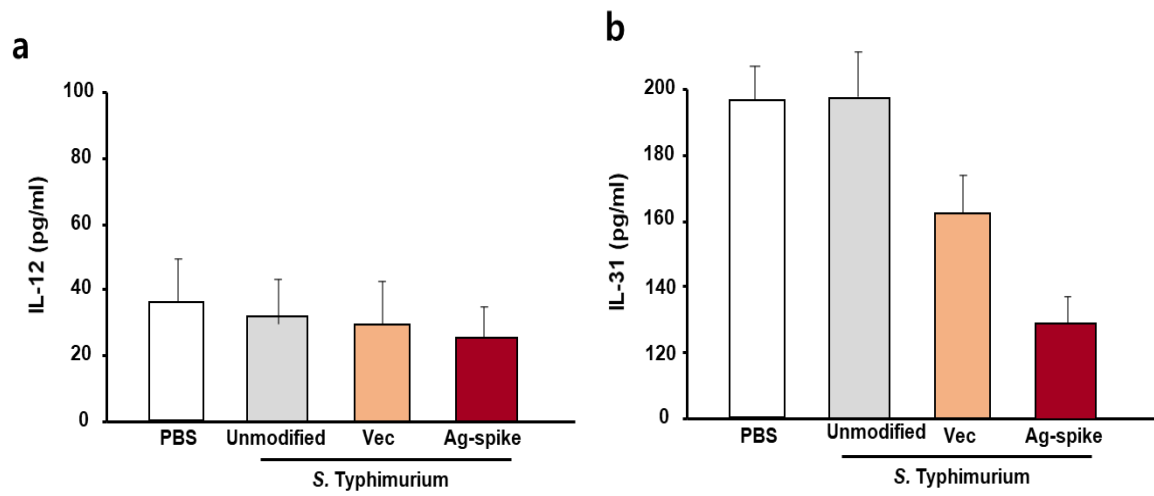 a
IL-12 (pg/ml)
100
80
60
40
20
0
PBS Unmodified Vec Ag-spike
S. Typhimurium
b
IL-31 (pg/ml)
200
180
160
140
120
0
PBS Unmodified Vec Ag-spike
S. Typhimurium